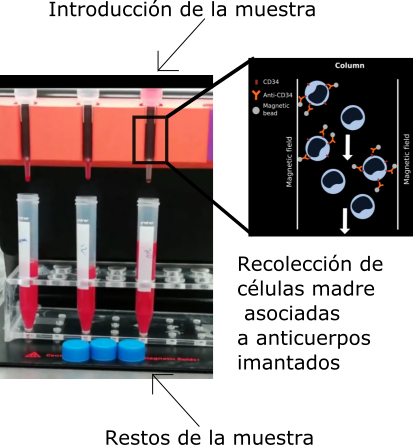 Introducción de la muestra
Column
CD34
Anti-CD34
Magnetic
bead
Magnetic field
Magnetic field
Recolección de
células madre
asociadas
a anticuerpos
imantados
Restos de la muestra